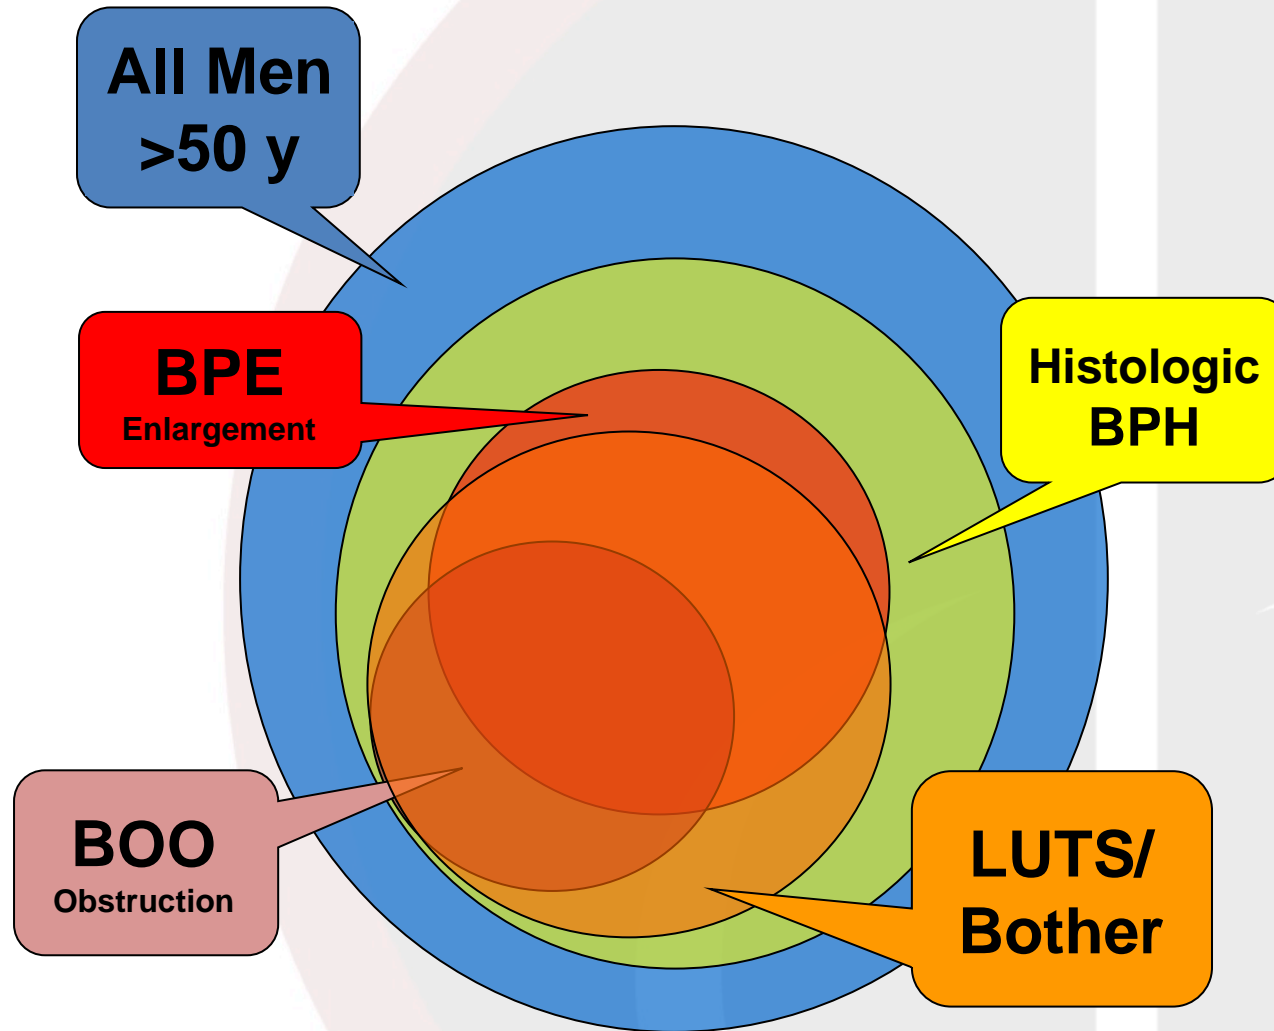 All Men
>50 y
BPE
Enlargement
Histologic
BPH
BOO
Obstruction
LUTS/
Bother